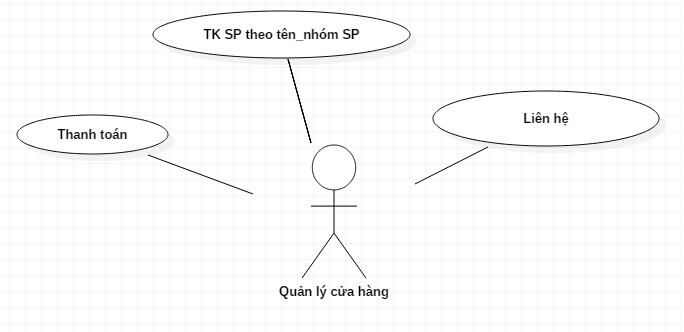 TK SP theo tên_nhóm SP
Liên hệ
Thanh toán
Quản lý cửa hàng